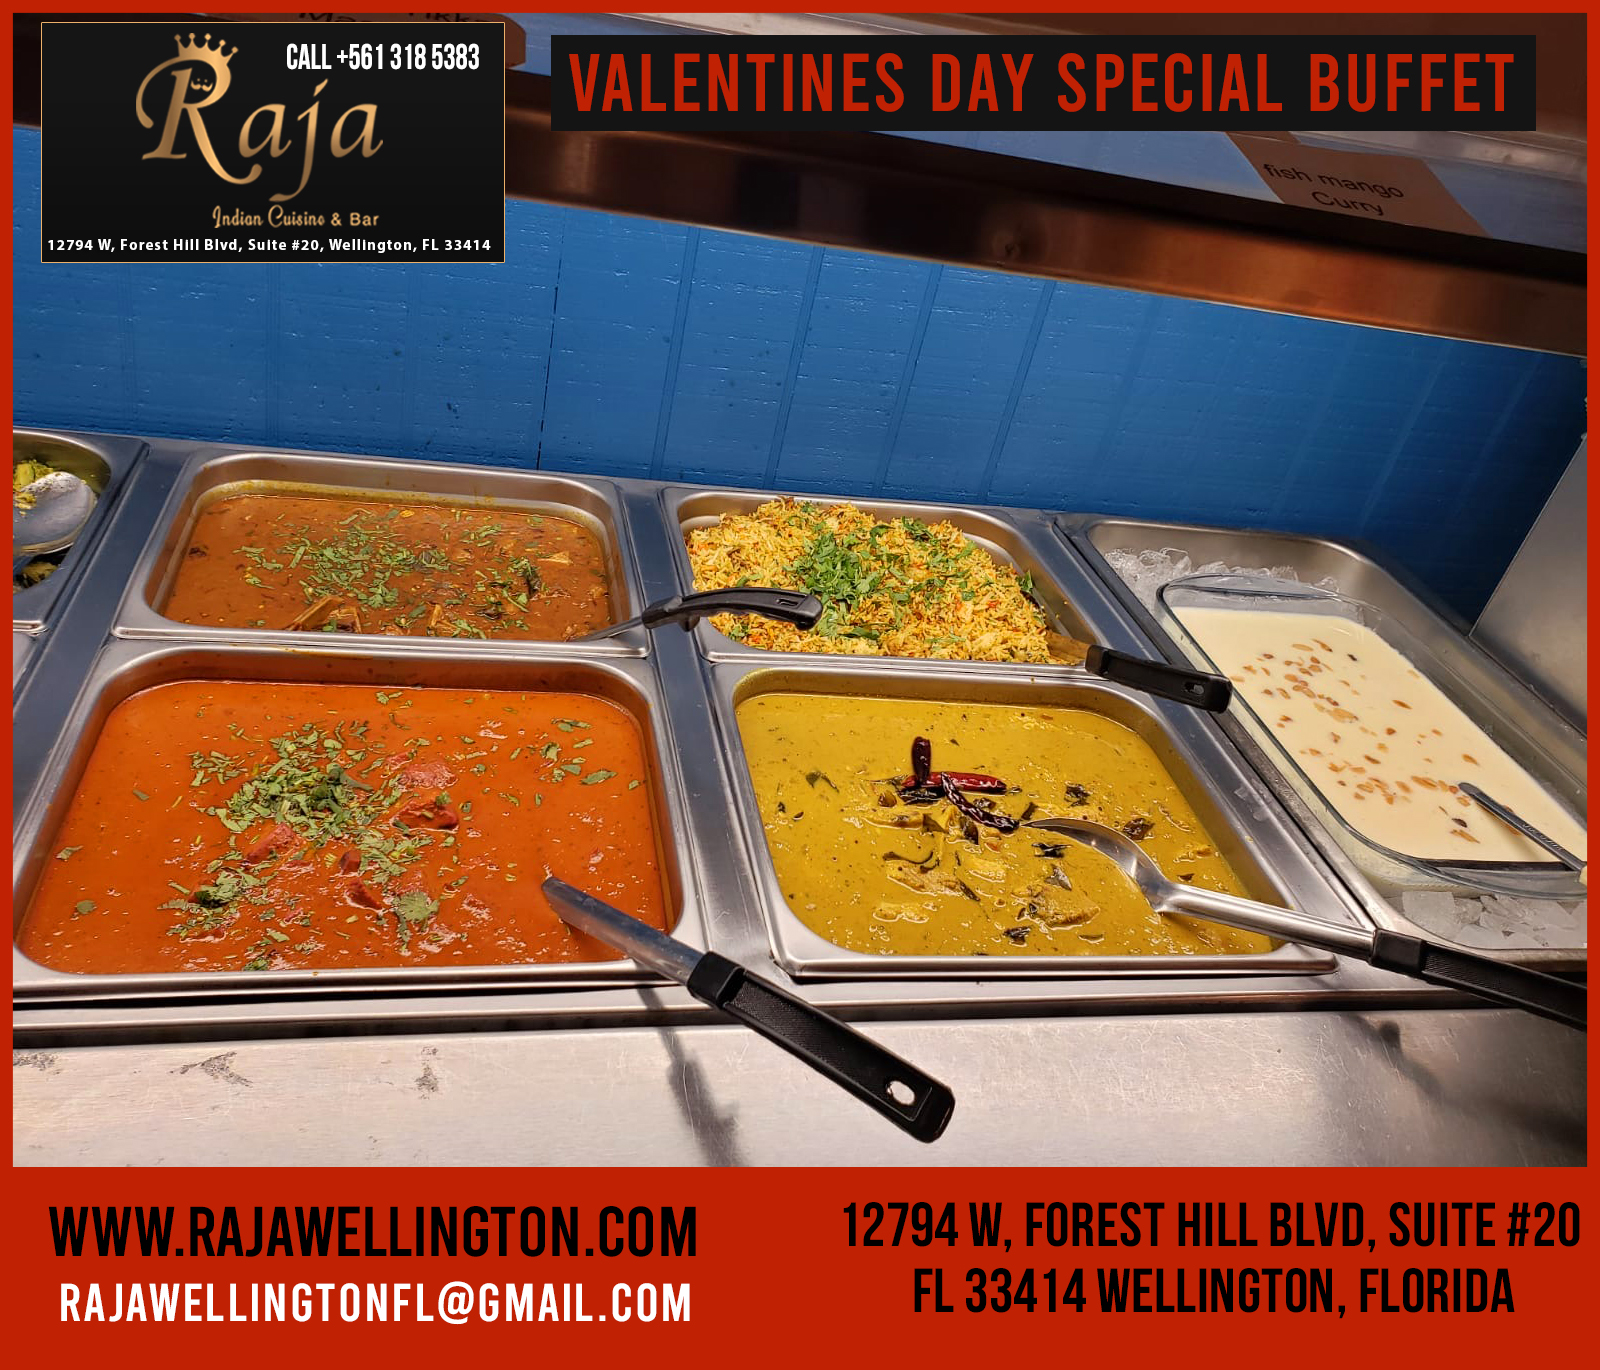 CALL +561 318 5383
Raja
Indian Cuisine & Bar
12794 W, Forest Hill Blvd, Suite #20, Wellington, FL 33414
VALENTINES DAY SPECIAL BUFFET
fish mango
Curry
WWW.RAJAWELLINGTON.COM
RAJAWELLINGTONFL@GMAIL.COM
12794 W, FOREST HILL BLVD, SUITE #20
FL 33414 WELLINGTON, FLORIDA